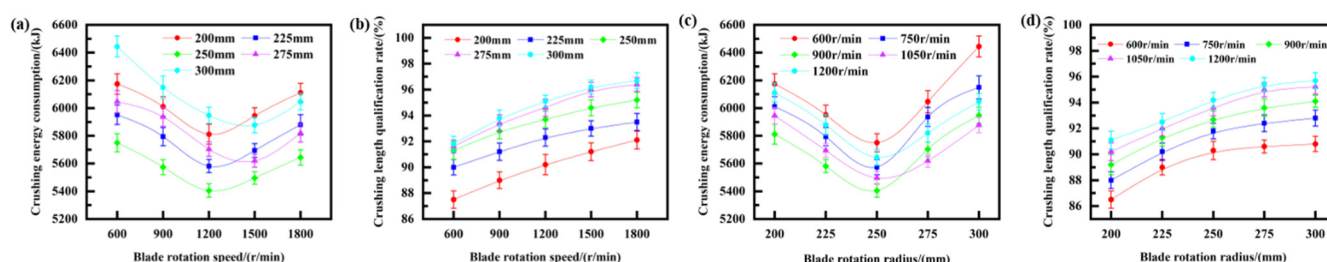 (a)
6600
6400
6200
6000
5800
5600
5400
5200
Crushing energy consumption/(kJ)
200mm 225mm
250mm 275mm
300mm
600 900 1200 1500 1800
Blade rotation speed/(r/min)
(b)
100
98
96
94
92
90
88
86
Crushing length qualification rate/(%)
200mm 225mm 250mm
275mm 300mm
600 900 1200 1500 1800
Blade rotation speed/(r/min)
(c)
6600
6400
6200
6000
5800
5600
5400
5200
Crushing energy consumption/(kJ)
600r/min 750r/min
900r/min 1050r/min
1200r/min
200 225 250 275 300
Blade rotation radius/(mm)
(d)
100
98
96
94
92
90
88
86
Crushing length qualification rate/(%)
600r/min 750r/min 900r/min
1050r/min 1200r/min
200 225 250 275 300
Blade rotation radius/(mm)